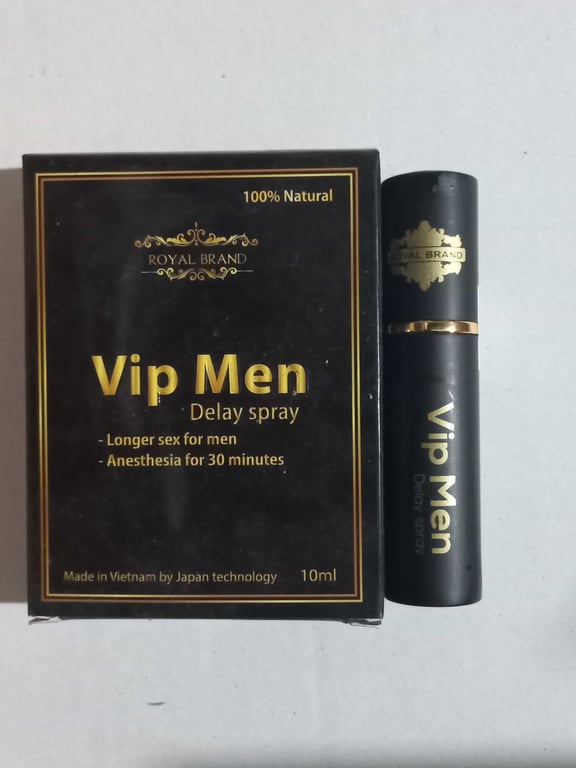 100% Natural
ROYAL BRAND
Vip Men
Delay spray
- Longer sex for men
- Anesthesia for 30 minutes
Made in Vietnam by Japan technology 10ml
ROYAL BRAND
Vip Men
Delay spray